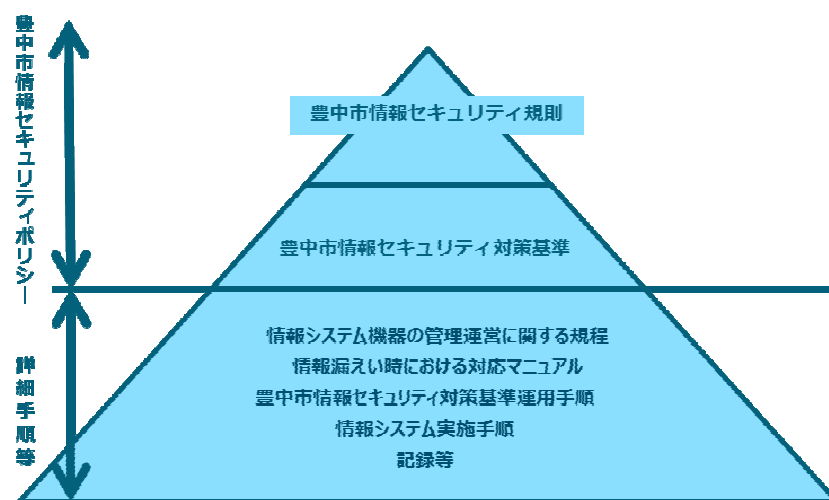 豊中市情報セキュリティポリシー
豊中市情報セキュリティ規則
豊中市情報セキュリティ対策基準
詳細手順等
情報システム機器の管理運営に関する規程
情報漏えい時における対応マニュアル
豊中市情報セキュリティ対策基準運用手順
情報システム実施手順
記録等